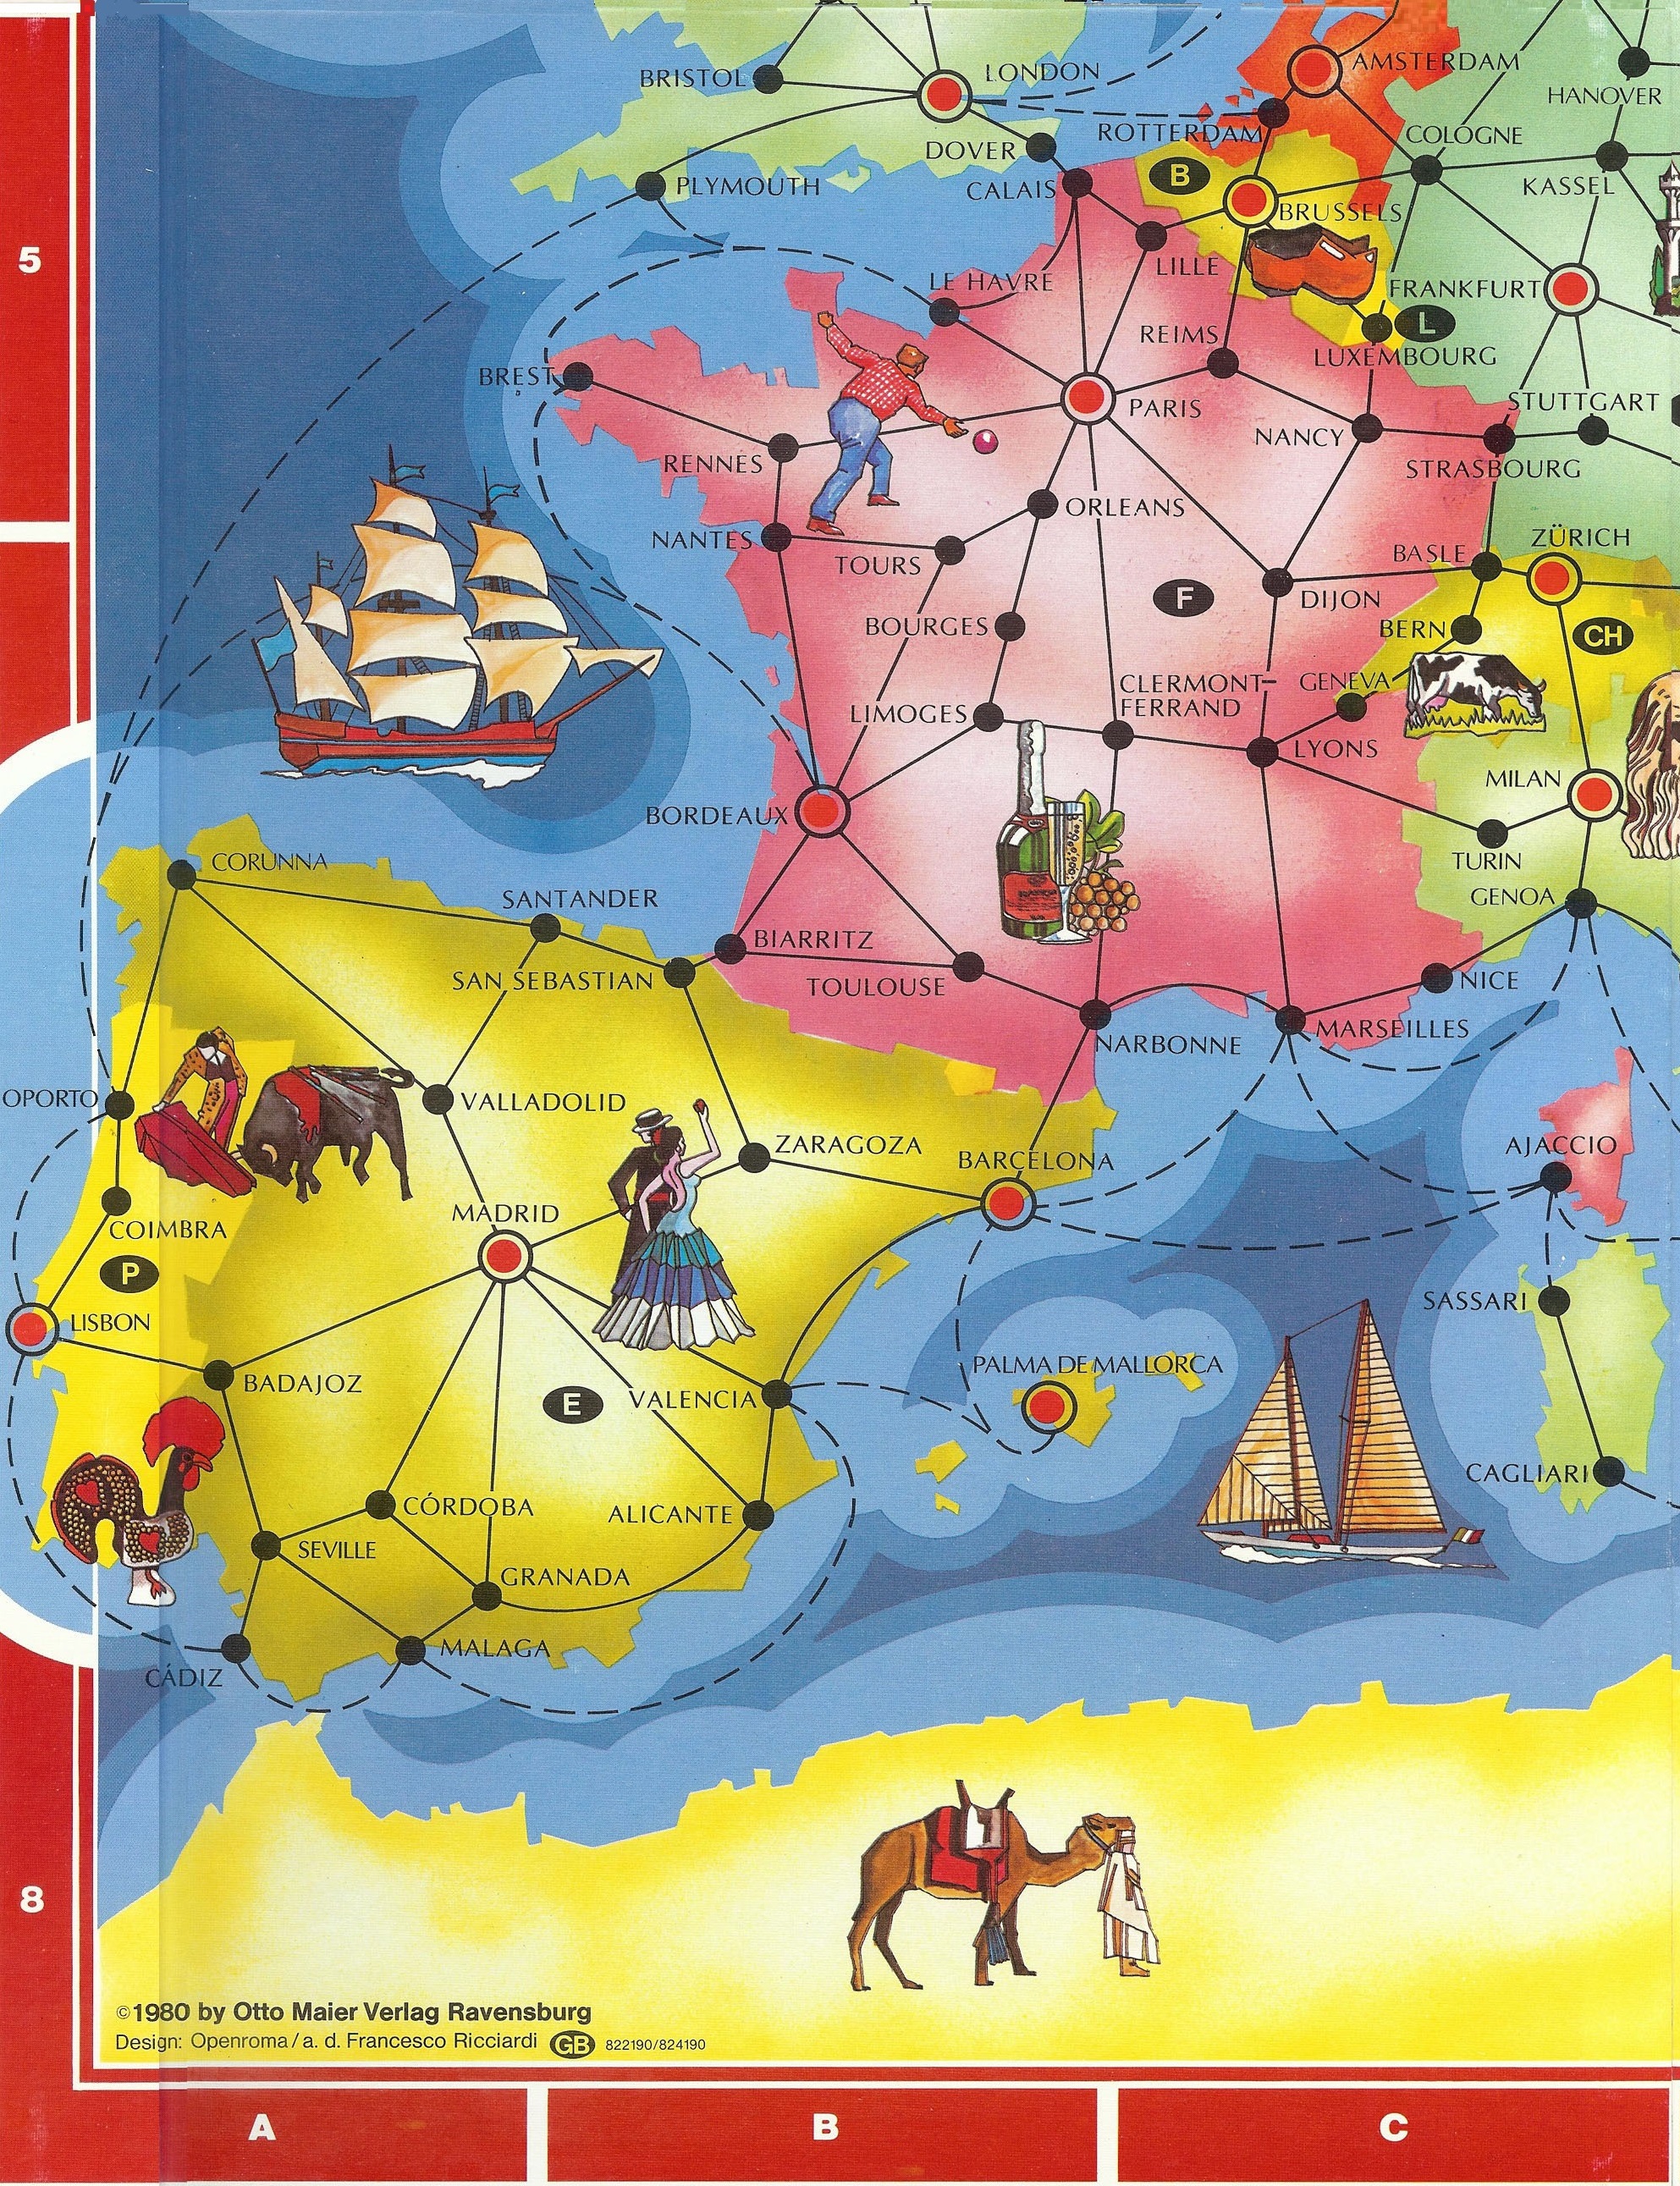 AMSTERDAM
BRISTOL
LONDON
HANOVER
ROTTERDAM
COLOGNE
DOVER
B
KASSEL
PLYMOUTH
CALAIS
BRUSSELS
5
LILLE
LE HAVRE
FRANKFURT
REIMS
L
LUXEMBOURG
BREST
STUTTGART
PARIS
NANCY
RENNES
STRASBOURG
ORLEANS
NANTES
ZÜRICH
TOURS
BASLE
F
DIJON
BOURGES
BERN
CH
CLERMONT-
FERRAND
GENEVA
LIMOGES
LYONS
MILAN
BORDEAUX
CORUNNA
TURIN
SANTANDER
GENOA
BIARRITZ
SAN SEBASTIAN
TOULOUSE
NICE
MARSEILLES
NARBONNE
OPORTO
VALLADOLID
ZARAGOZA
BARCELONA
AJACCIO
MADRID
COIMBRA
P
SASSARI
LISBON
PALMA DE MALLORCA
BADAJOZ
E
VALENCIA
CAGLIARI
CÓRDOBA
ALICANTE
SEVILLE
GRANADA
MALAGA
CÁDIZ
8
©1980 by Otto Maier Verlag Ravensburg
Design: Openroma/a. d. Francesco Ricciardi GB 822190/824190
A
B
C